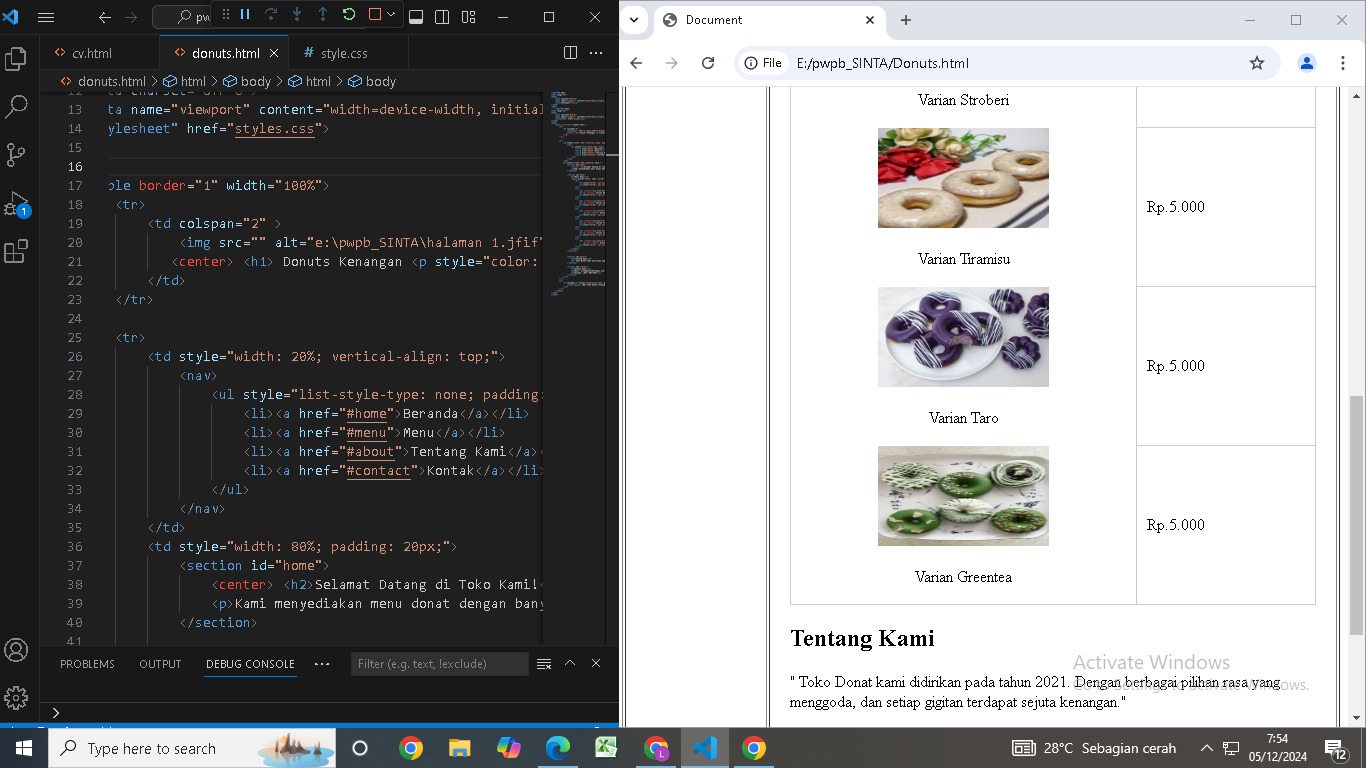 pw
cv.html
donuts.html
style.css
donuts.html > html > body > html > body
13 ta name="viewport" content="width=device-width, initial
14 ylesheet" href="styles.css">
15
16
17 ple border="1" width="100%">
18 <tr>
19 <td colspan="2" >
20 <img src="" alt="e:\pwpb_SINTA\halaman 1.jfif"
21 <center> <h1> Donuts Kenangan <p style="color:
22 </td>
23 </tr>
24
25 <tr>
26 <td style="width: 20%; vertical-align: top;">
27 <nav>
28 <ul style="list-style-type: none; padding:
29 <li><a href="#home">Beranda</a></li>
30 <li><a href="#menu">Menu</a></li>
31 <li><a href="#about">Tentang Kami</a>
32 <li><a href="#contact">Kontak</a></li>
33 </ul>
34 </nav>
35 </td>
36 <td style="width: 80%; padding: 20px;">
37 <section id="home">
38 <center> <h2>Selamat Datang di Toko Kami!
39 <p>Kami menyediakan menu donat dengan bany
40 </section>
41
1
PROBLEMS OUTPUT DEBUG CONSOLE
Filter (e.g. text, !exclude)
Document
File
E:/pwpb_SINTA/Donuts.html
Varian Stroberi
Rp.5.000
Varian Tiramisu
Rp.5.000
Varian Taro
Rp.5.000
Varian Greentea
Tentang Kami
" Toko Donat kami didirikan pada tahun 2021. Dengan berbagai pilihan rasa yang
menggoda, dan setiap gigitan terdapat sejuta kenangan."
Activate Windows
Go to Settings to activate Windows.
Type here to search
L
28°C Sebagian cerah
7:54
05/12/2024
12